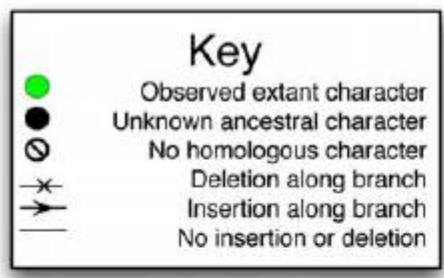 Key
Observed extant character
Unknown ancestral character
No homologous character
Deletion along branch
Insertion along branch
No insertion or deletion